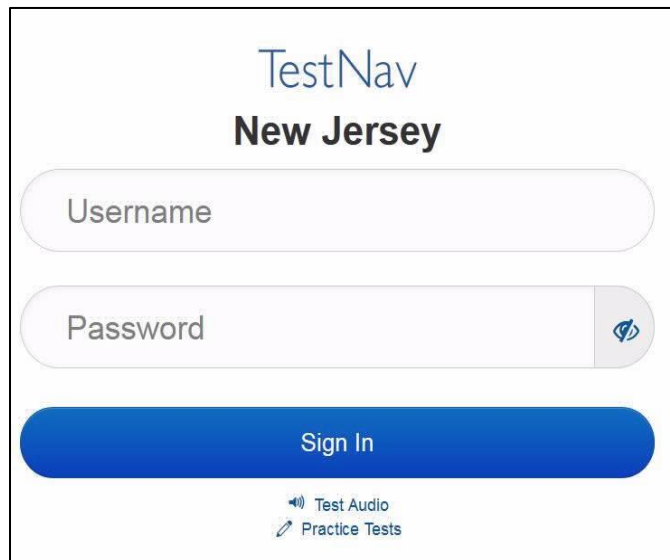 TestNav
New Jersey
Username
Password
Sign In
Test Audio
Practice Tests